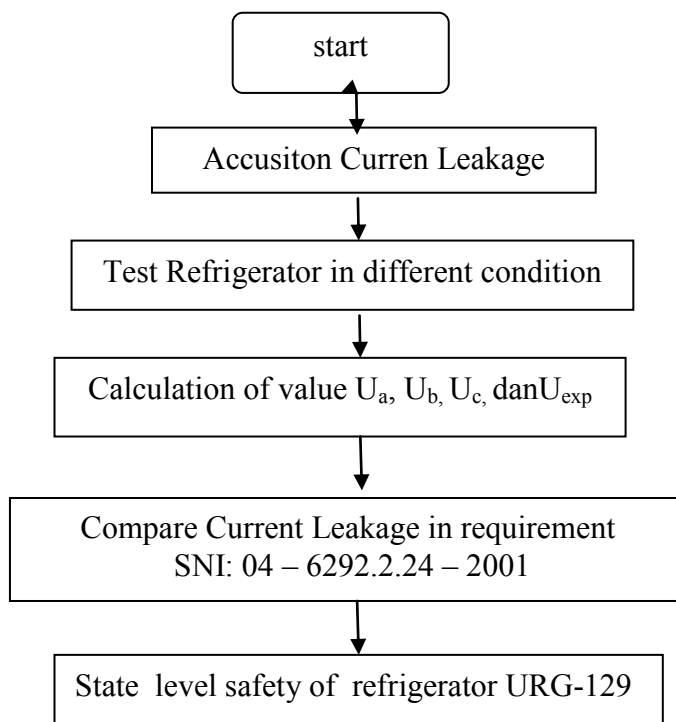 start
Accusiton Curren Leakage
Test Refrigerator in different condition
Calculation of value Ua, Ub, Uc, danUexp
Compare Current Leakage in requirement
SNI: 04 – 6292.2.24 – 2001
State level safety of refrigerator URG-129